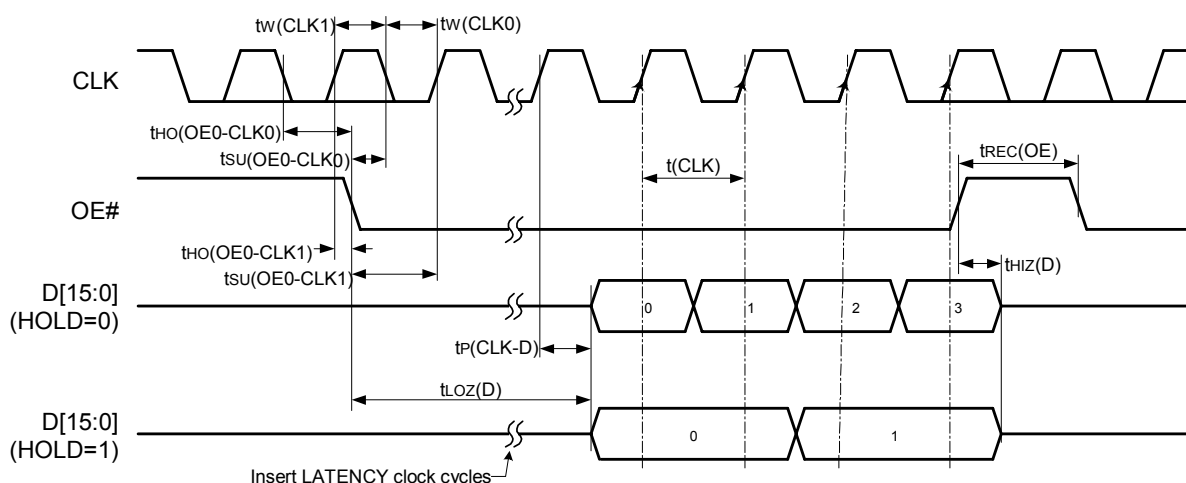 tW(CLK1)
tW(CLK0)
CLK
tHO(OE0-CLK0)
tSU(OE0-CLK0)
t(CLK)
tREC(OE)
OE#
tHO(OE0-CLK1)
tSU(OE0-CLK1)
tHIZ(D)
D[15:0]
(HOLD=0)
0
1
2
3
tP(CLK-D)
tLOZ(D)
D[15:0]
(HOLD=1)
0
1
Insert LATENCY clock cycles